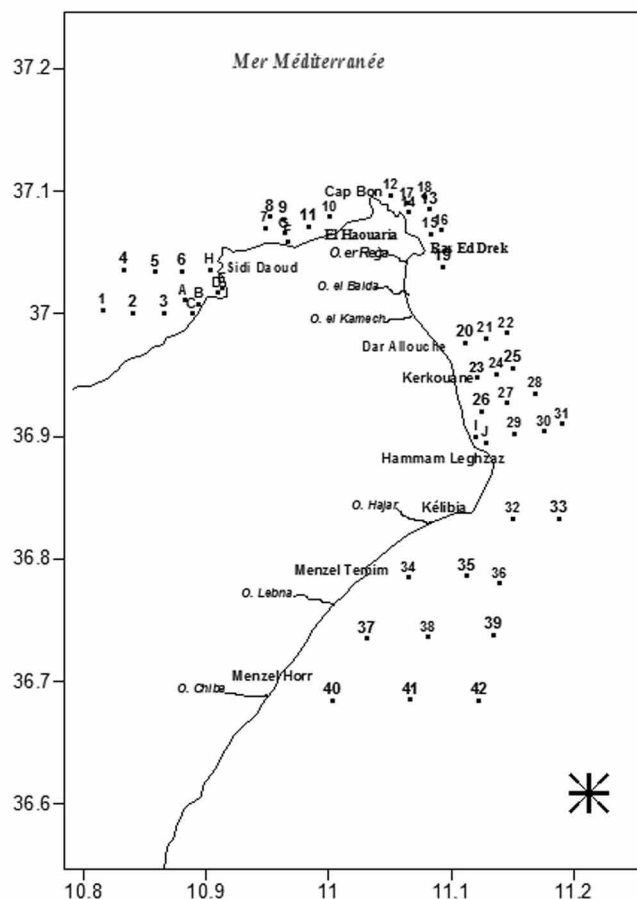 37.2
Mer Méditerranée
37.1
12
18
Cap Bon
17
14 13
8 9 10
7 G 11
F
El Haouaria
15 16
Ras Ed Drek
O. er Rega
19
4 5 6 H
Sidi Daoud
D E
O. el Baida
A B
C
37
1 2 3
O. el Kamech
20 21 22
Dar Allouche
25
23 24
Kerkouane
28
26 27
31
36.9
I J 29 30
Hammam Leghzaz
O. Hajar
Kélibia
32 33
36.8
Menzel Temim
34 35 36
O. Lebna
37 38 39
36.7
Menzel Horr
O. Chiba
40 41 42
36.6
10.8 10.9 11 11.1 11.2